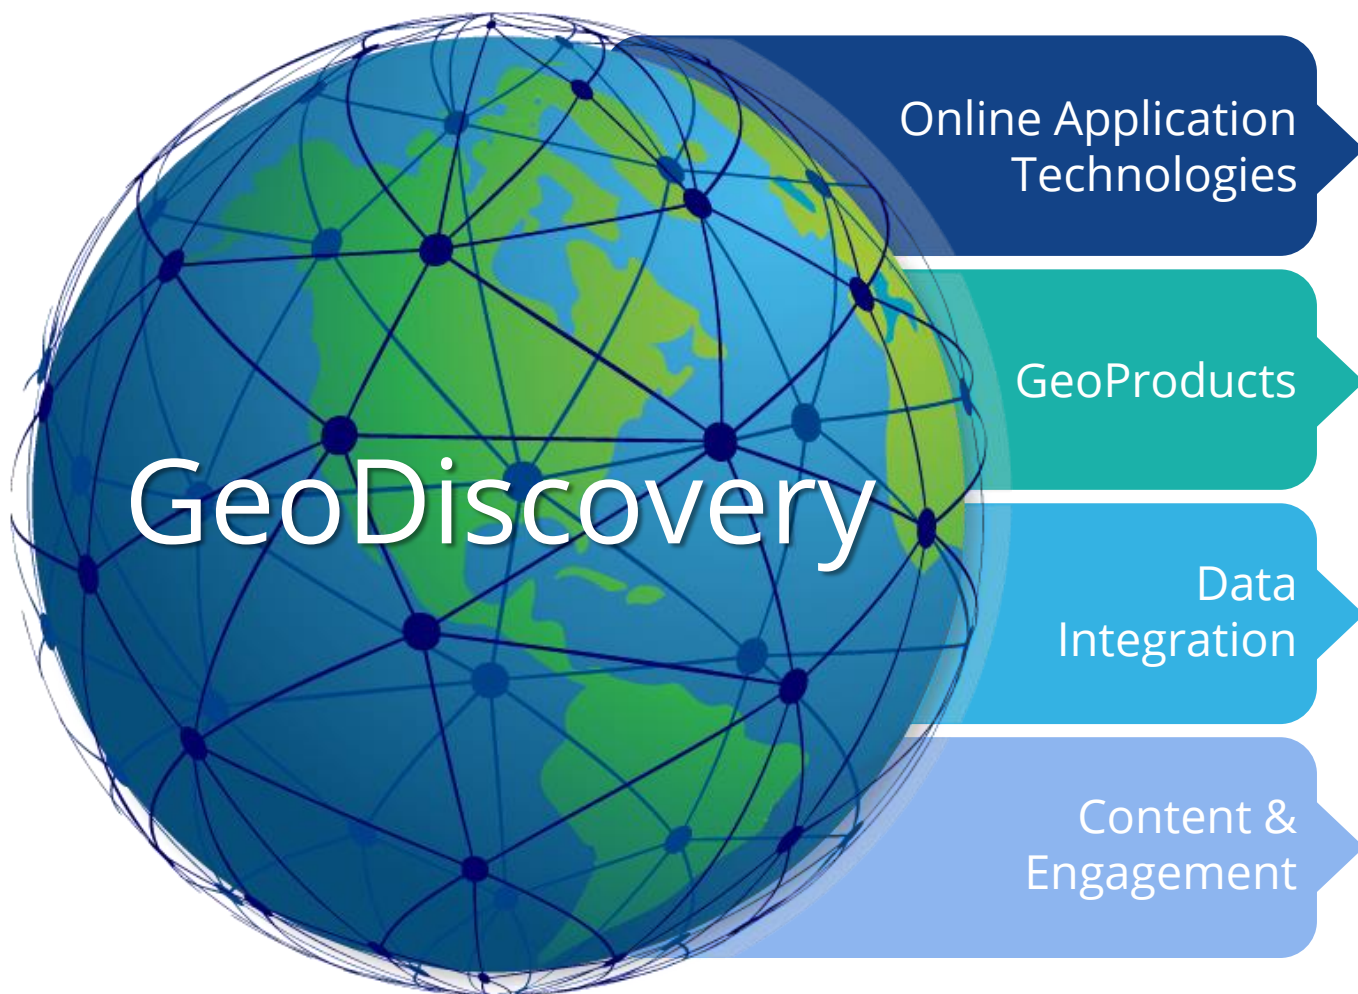 Online Application
Technologies
GeoProducts
GeoDiscovery
Data
Integration
Content &
Engagement